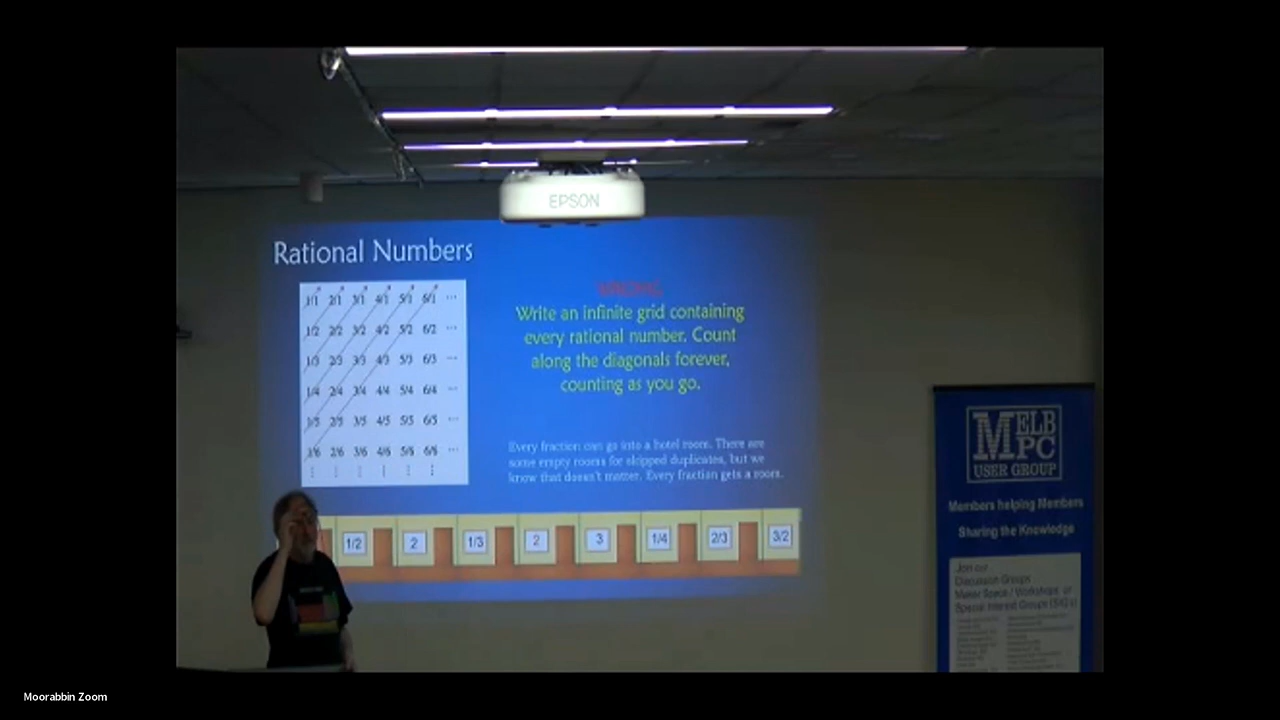 EPSON
Rational Numbers
1/1 2/1 3/1 4/1 5/1 6/1 ...
1/2 2/2 3/2 4/2 5/2 6/2 ...
1/3 2/3 3/3 4/3 5/3 6/3 ...
1/4 2/4 3/4 4/4 5/4 6/4 ...
1/5 2/5 3/5 4/5 5/5 6/5 ...
1/6 2/6 3/6 4/6 5/6 6/6 ...
WRONG
Write an infinite grid containing
every rational number. Count
along the diagonals forever,
counting as you go.
Every fraction can go into a hotel room. There are
some empty rooms for skipped duplicates, but we
know that doesn't matter. Every fraction gets a room.
1/2 2 1/3 2 3 1/4 2/3 3/2
MELB
PC
USER GROUP
Members helping Members
Sharing the Knowledge
Join our
Discussion Groups
Maker Space / Workshops or
Special Interest Groups (SIG's)
Moorabbin Zoom